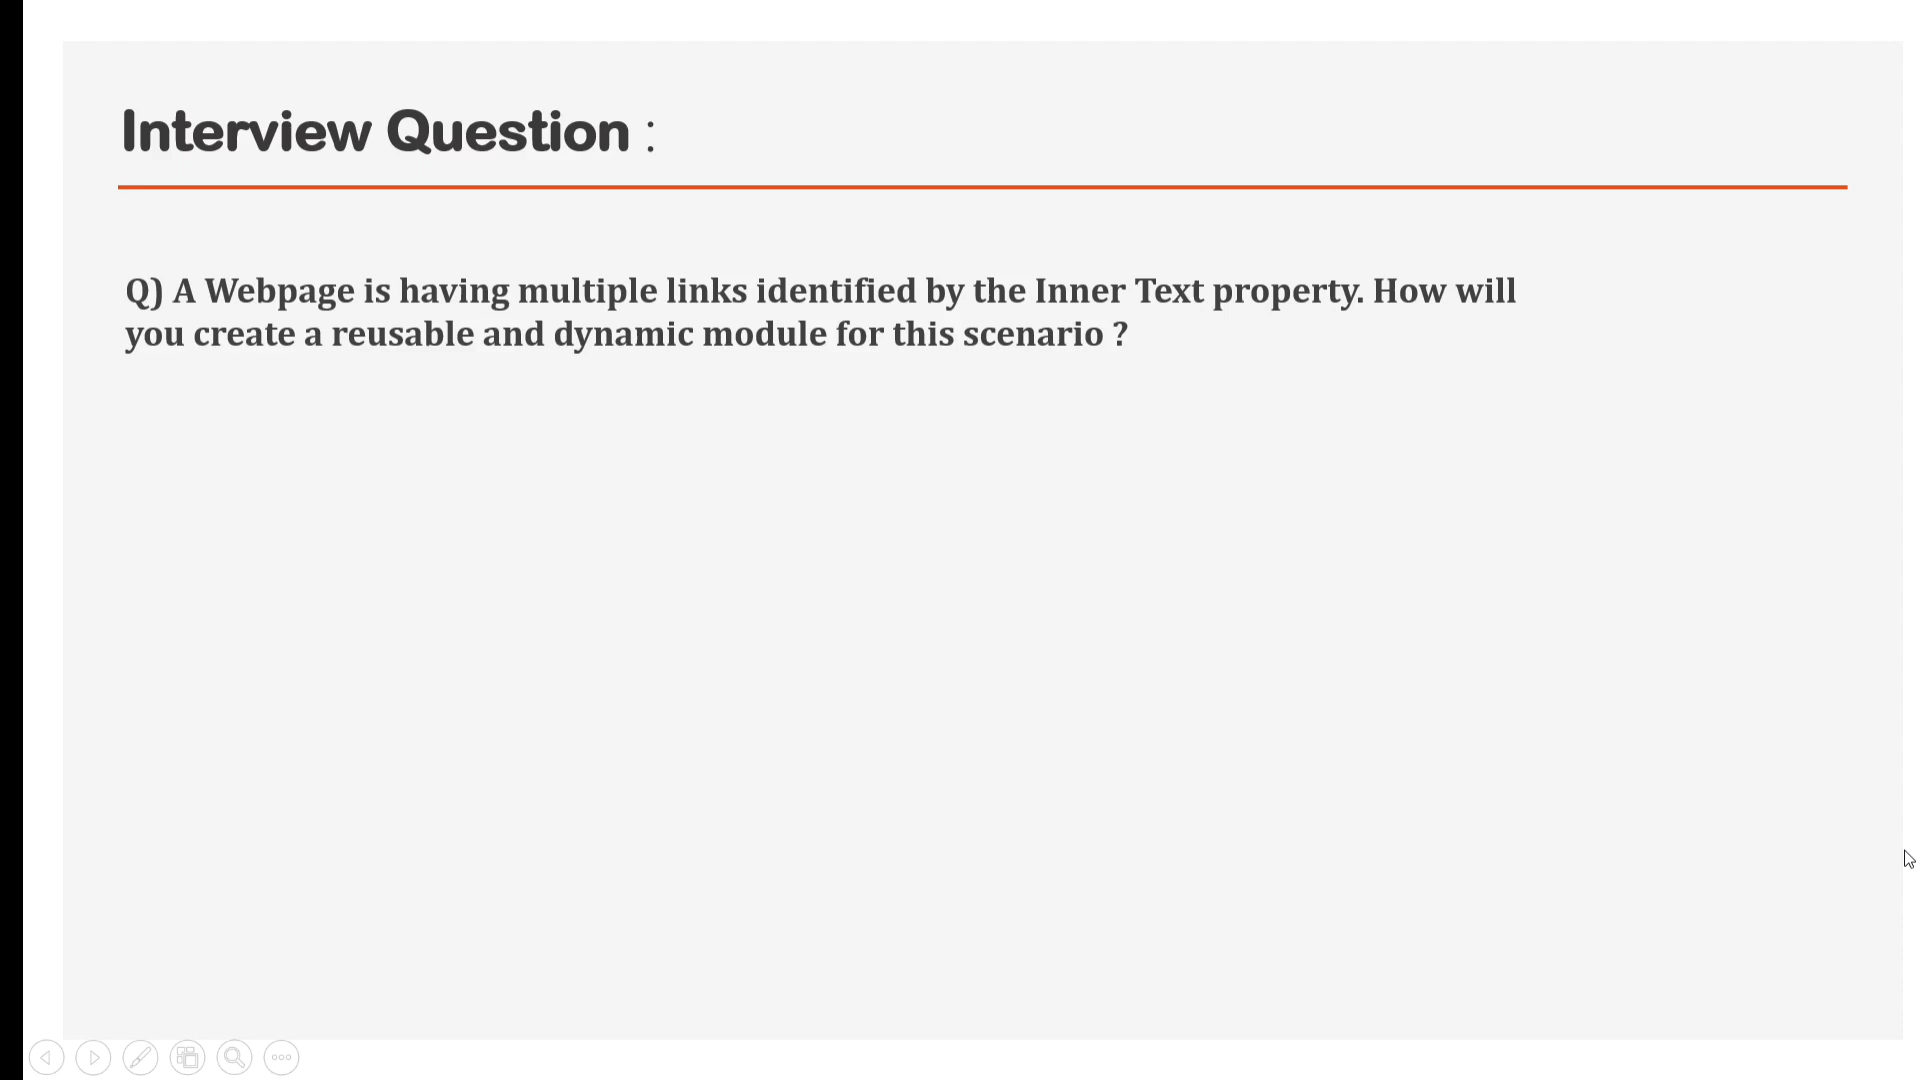 Interview Question :
Q) A Webpage is having multiple links identified by the Inner Text property. How will
you create a reusable and dynamic module for this scenario ?